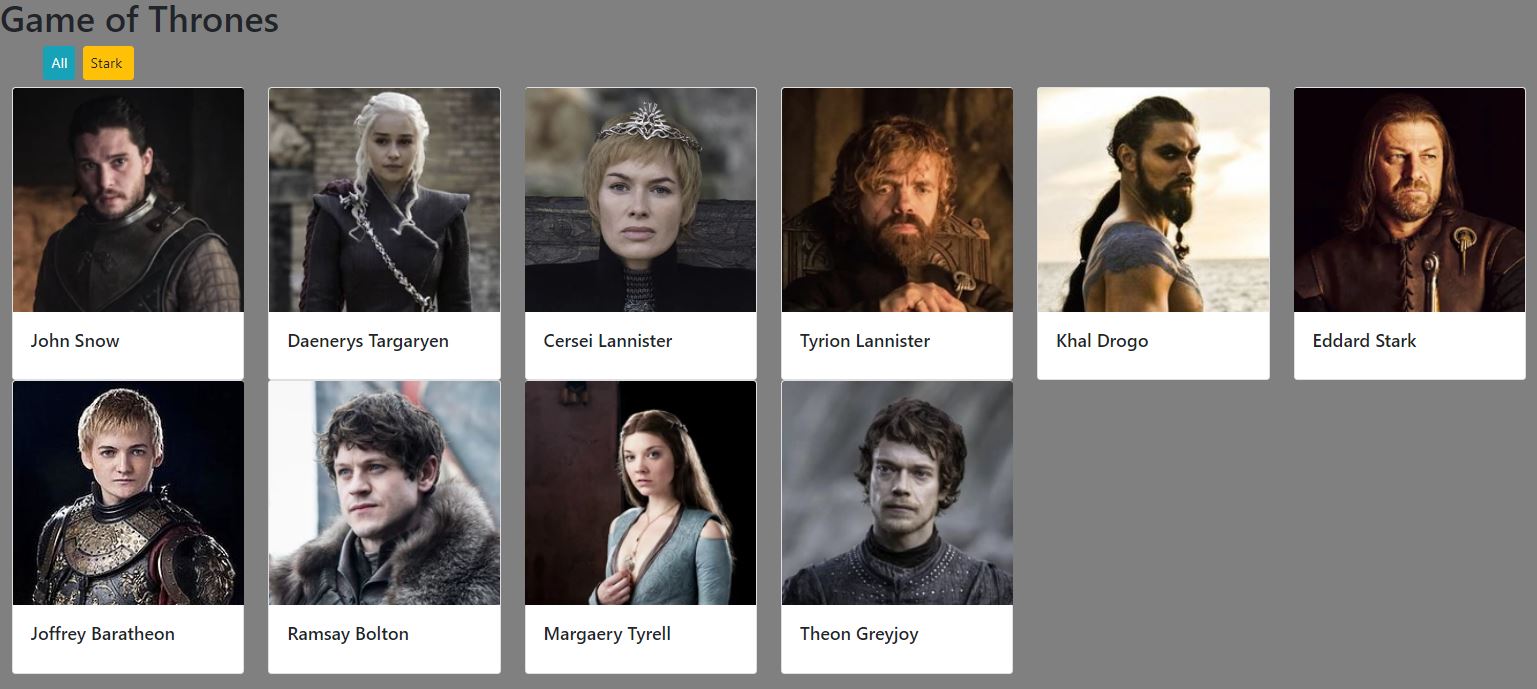 Game of Thrones
All Stark
John Snow Daenerys Targaryen Cersei Lannister Tyrion Lannister Khal Drogo Eddard Stark
Joffrey Baratheon Ramsay Bolton Margaery Tyrell Theon Greyjoy